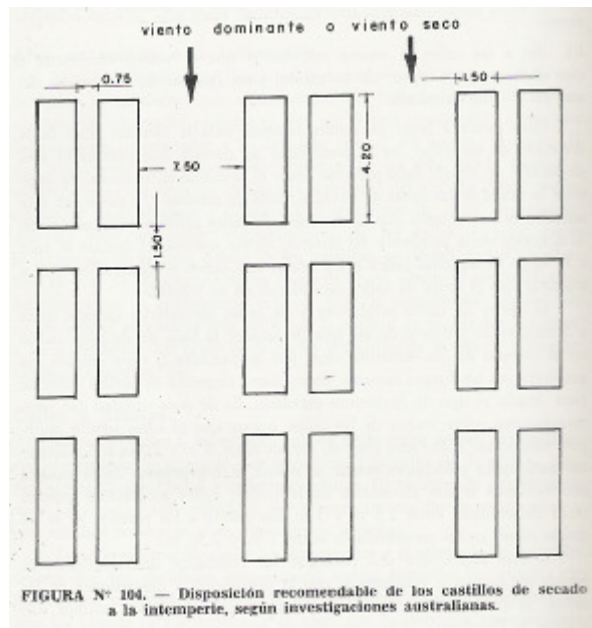 viento dominante o viento seco
0.75
1.50
7.50
4.20
1.50
FIGURA Nº 104. — Disposición recomendable de los castillos de secado
a la intemperie, según investigaciones australianas.